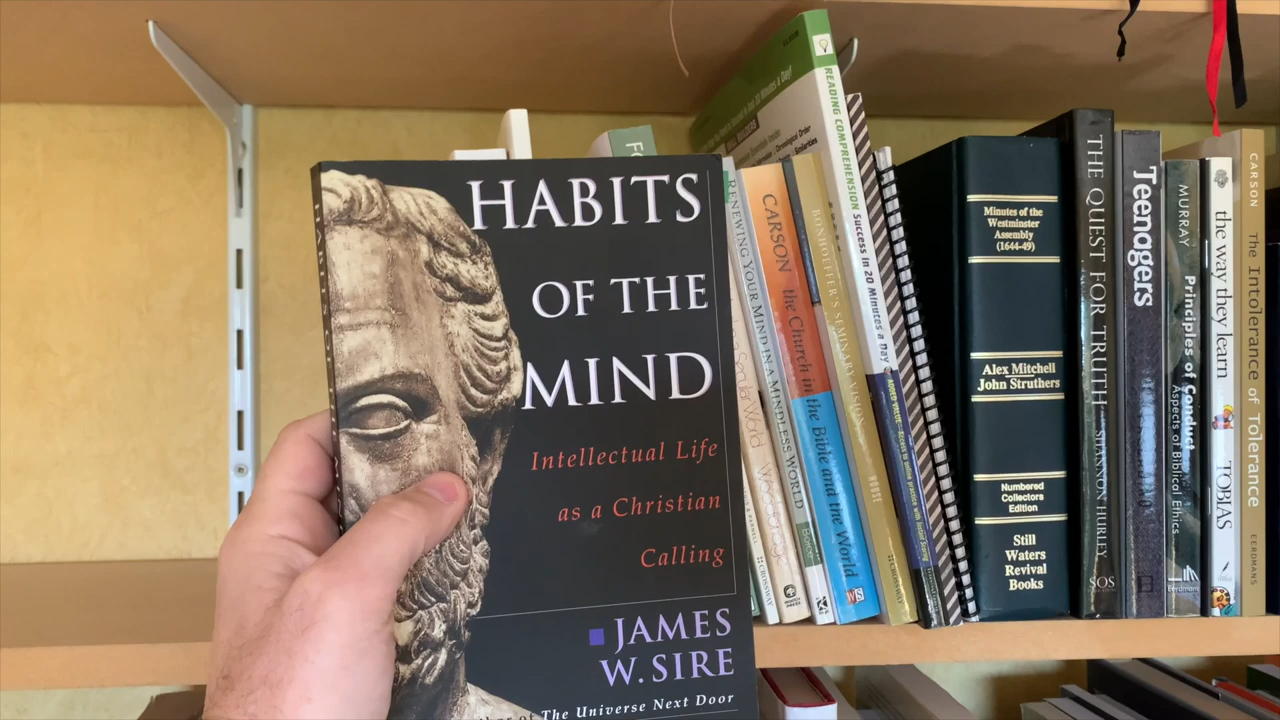 HABITS
OF THE
MIND
Intellectual Life
as a Christian
Calling
JAMES
W. SIRE
of The Universe Next Door
RENEWING YOUR MIND IN A MINDLESS WORLD
CROSSWAY
CARSON the Church in the Bible and the World
BONHOEFFER'S SEMINARY VISION
HOUSE
CROSSWAY
READING COMPREHENSION Success in 20 Minutes a Day
Minutes of the
Westminster
Assembly
(1644-49)
Alex Mitchell
John Struthers
Numbered
Collectors
Edition
Still
Waters
Revival
Books
THE QUEST FOR TRUTH SHANNON HURLEY
SOS
Teenagers
MURRAY Principles of Conduct
Aspects of Biblical Ethics
Eerdmans
the way they learn TOBIAS
CARSON The Intolerance of Tolerance EERDMANS